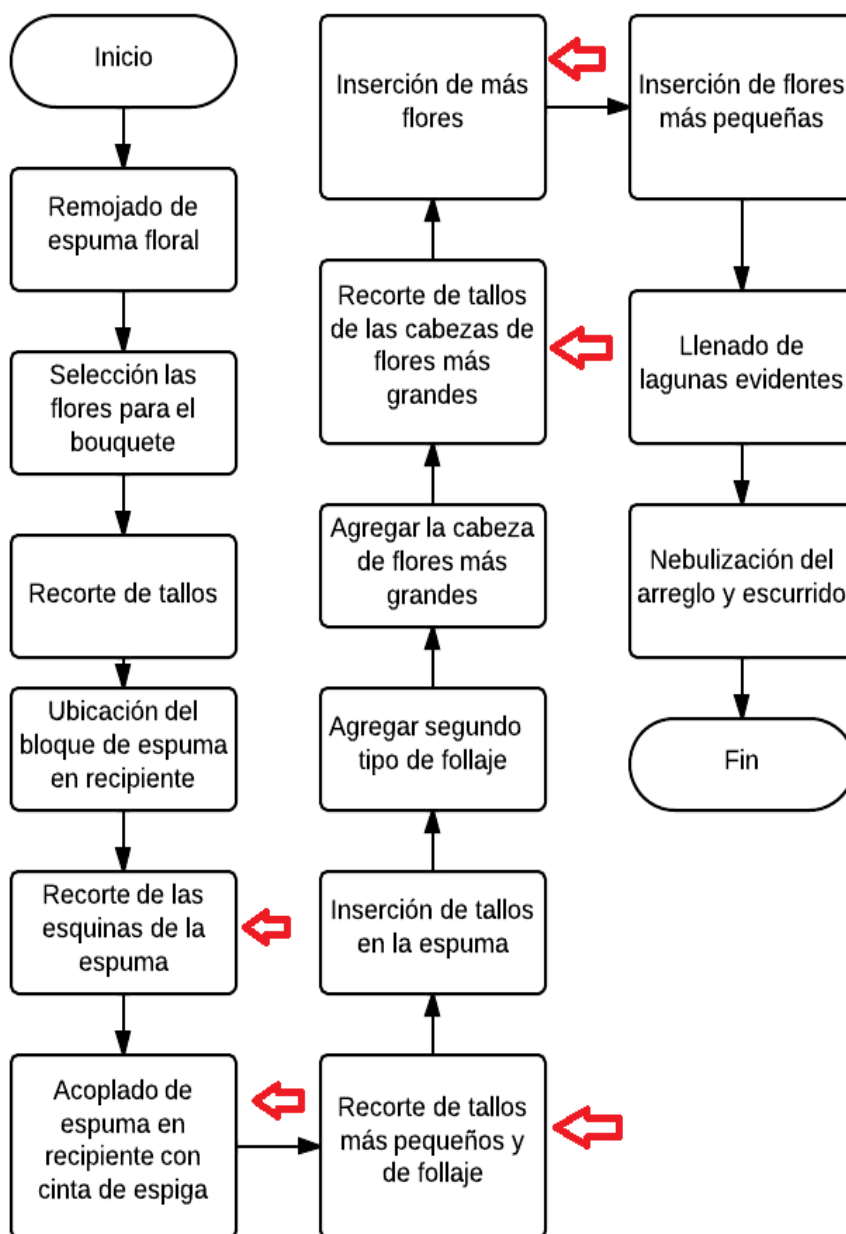 Inicio
Remojado de
espuma floral
Selección las
flores para el
bouquete
Recorte de tallos
Ubicación del
bloque de espuma
en recipiente
Recorte de las
esquinas de la
espuma
Acoplado de
espuma en
recipiente con
cinta de espiga
Recorte de tallos
más pequeños y
de follaje
Inserción de tallos
en la espuma
Agregar segundo
tipo de follaje
Agregar la cabeza
de flores más
grandes
Recorte de tallos
de las cabezas de
flores más
grandes
Inserción de más
flores
Inserción de flores
más pequeñas
Llenado de
lagunas evidentes
Nebulización del
arreglo y escurrido
Fin